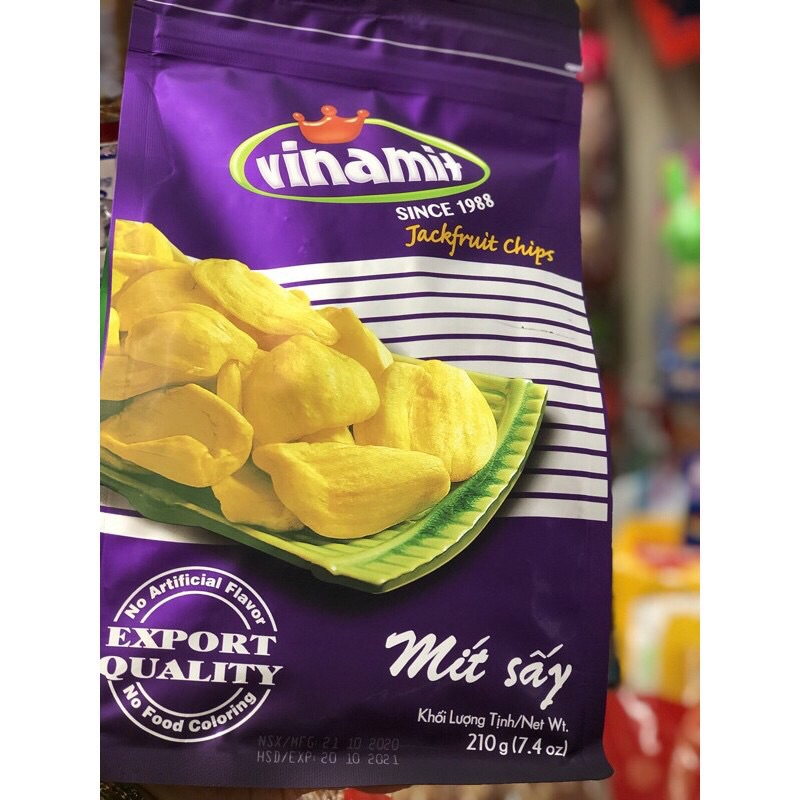 vinamit
SINCE 1988
Jackfruit Chips
No Artificial Flavor
EXPORT
QUALITY
No Food Coloring
Mít sấy
Khối Lượng Tịnh/Net Wt.
210 g (7.4 oz)
NSX/MFG: 21 10 2020
HSD/EXP: 20 10 2021